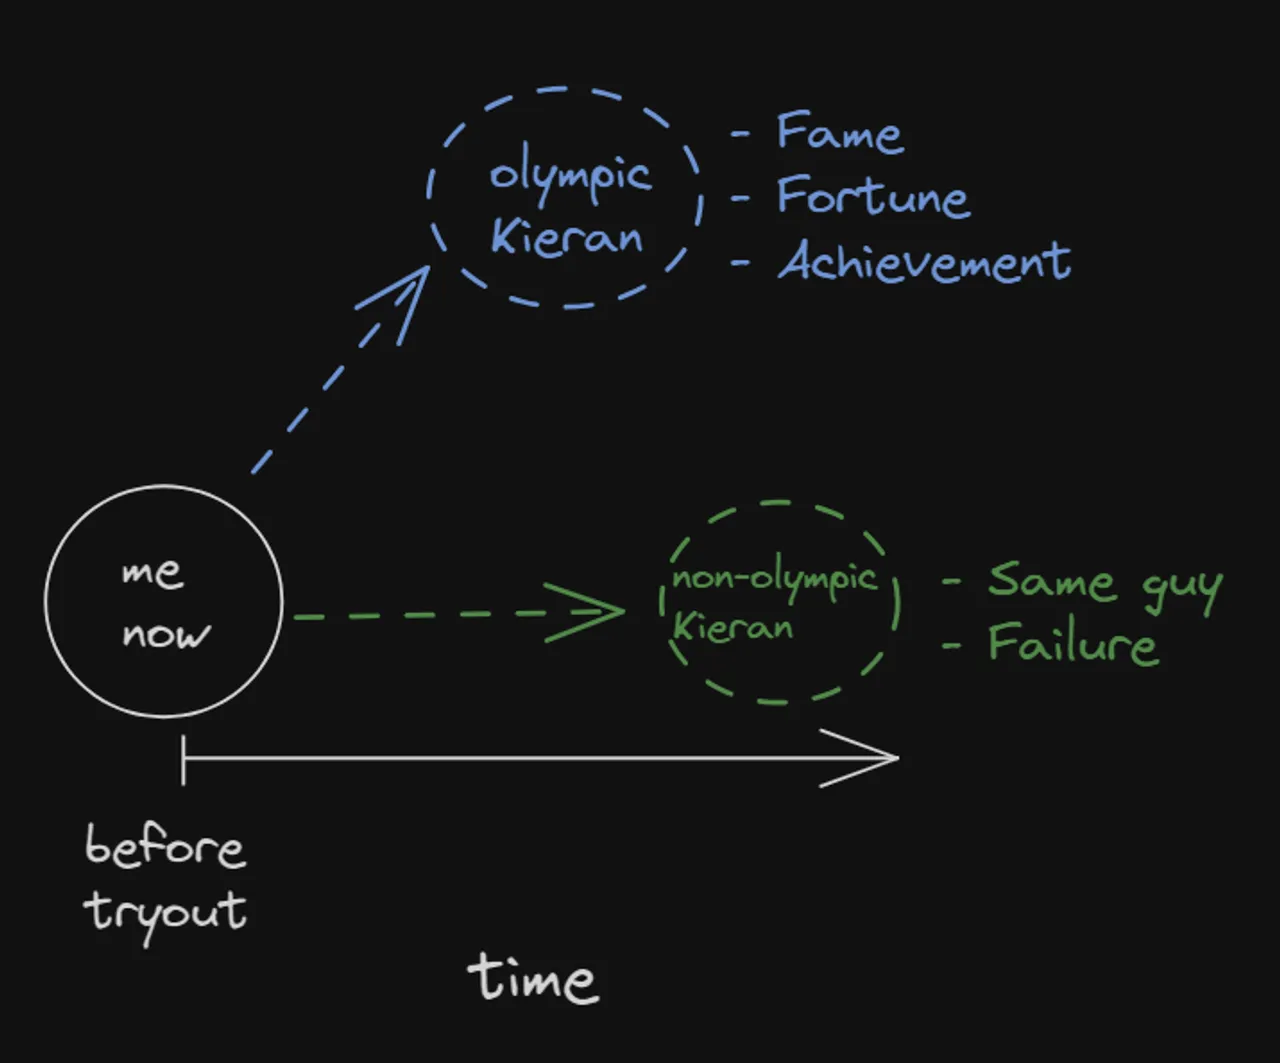 olympic
Kieran
- Fame
- Fortune
- Achievement
me
now
non-olympic
Kieran
- Same guy
- Failure
before
tryout
time